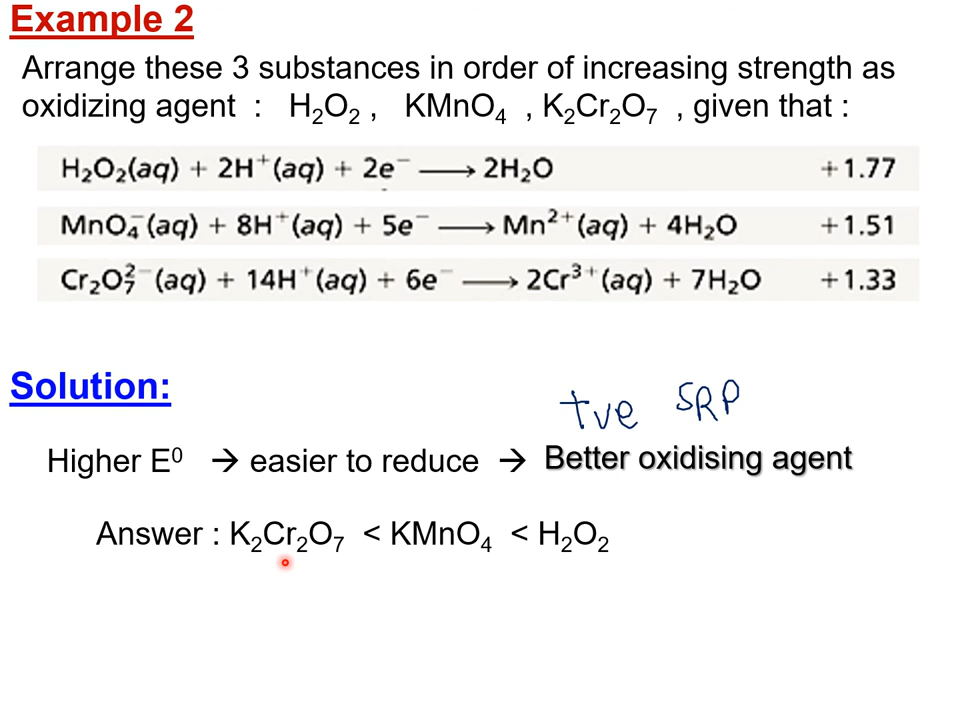 Example 2
Arrange these 3 substances in order of increasing strength as
oxidizing agent : H₂O₂ , KMnO₄ , K₂Cr₂O₇ , given that :
H₂O₂(aq) + 2H⁺(aq) + 2e⁻ ⟶ 2H₂O +1.77
MnO₄⁻(aq) + 8H⁺(aq) + 5e⁻ ⟶ Mn²⁺(aq) + 4H₂O +1.51
Cr₂O₇²⁻(aq) + 14H⁺(aq) + 6e⁻ ⟶ 2Cr³⁺(aq) + 7H₂O +1.33
Solution:
+ve SRP
Higher E⁰ → easier to reduce → Better oxidising agent
Answer : K₂Cr₂O₇ < KMnO₄ < H₂O₂